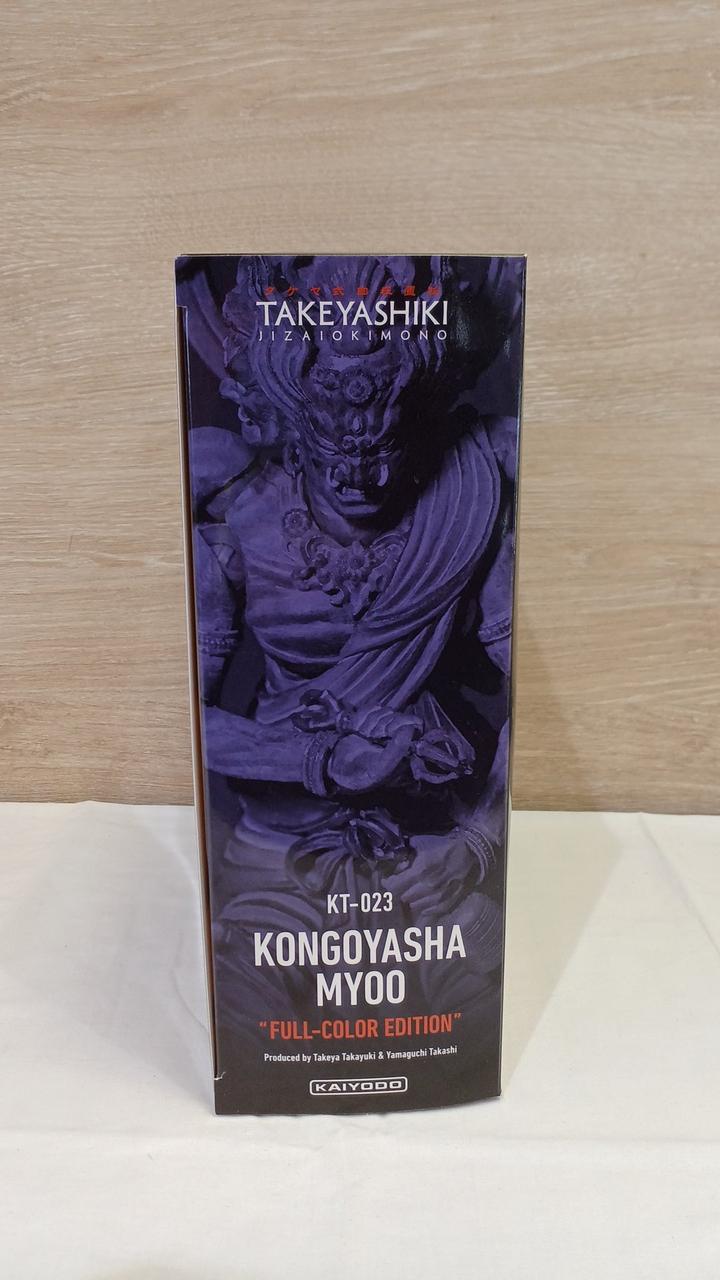 タケヤ式自在置物
TAKEYASHIKI
JIZAIOKIMONO
KT-023
KONGOYASHA
MYOO
"FULL-COLOR EDITION"
Produced by Takeya Takayuki & Yamaguchi Takashi
KAIYODO